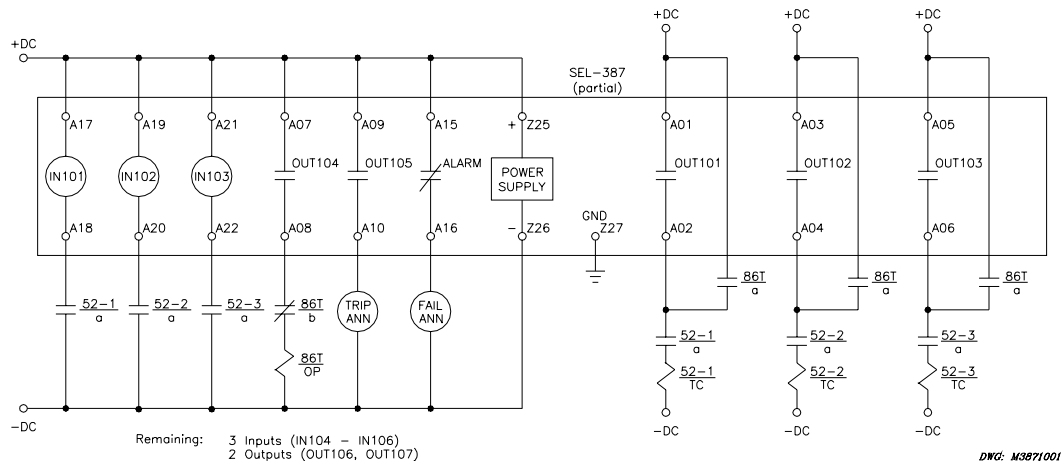 +DC +DC +DC
+DC
SEL-387
(partial)
A17 A19 A21 A07 A09 A15 + Z25 A01 A03 A05
IN101 IN102 IN103 OUT104 OUT105 ALARM POWER SUPPLY OUT101 OUT102 OUT103
A18 A20 A22 A08 A10 A16 - Z26 GND Z27 A02 A04 A06
86T a 86T a 86T a
52-1 a 52-2 a 52-3 a 86T b TRIP ANN FAIL ANN
52-1 a 52-2 a 52-3 a
86T OP 52-1 TC 52-2 TC 52-3 TC
-DC
-DC -DC -DC
Remaining: 3 Inputs (IN104 - IN106)
2 Outputs (OUT106, OUT107)
DWG: M3871001